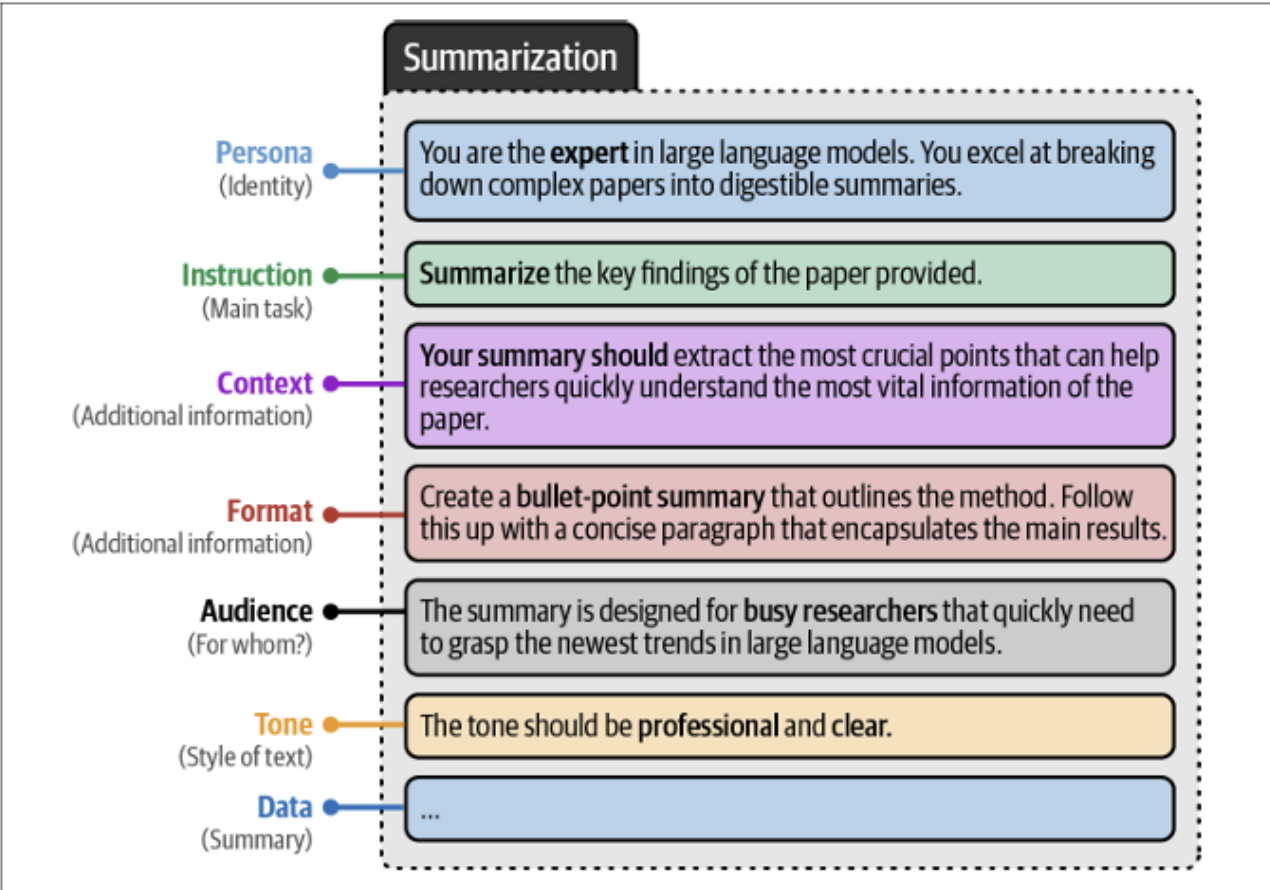 Summarization
Persona
(Identity)
You are the expert in large language models. You excel at breaking
down complex papers into digestible summaries.
Instruction
(Main task)
Summarize the key findings of the paper provided.
Context
(Additional information)
Your summary should extract the most crucial points that can help
researchers quickly understand the most vital information of the
paper.
Format
(Additional information)
Create a bullet-point summary that outlines the method. Follow
this up with a concise paragraph that encapsulates the main results.
Audience
(For whom?)
The summary is designed for busy researchers that quickly need
to grasp the newest trends in large language models.
Tone
(Style of text)
The tone should be professional and clear.
Data
(Summary)
...